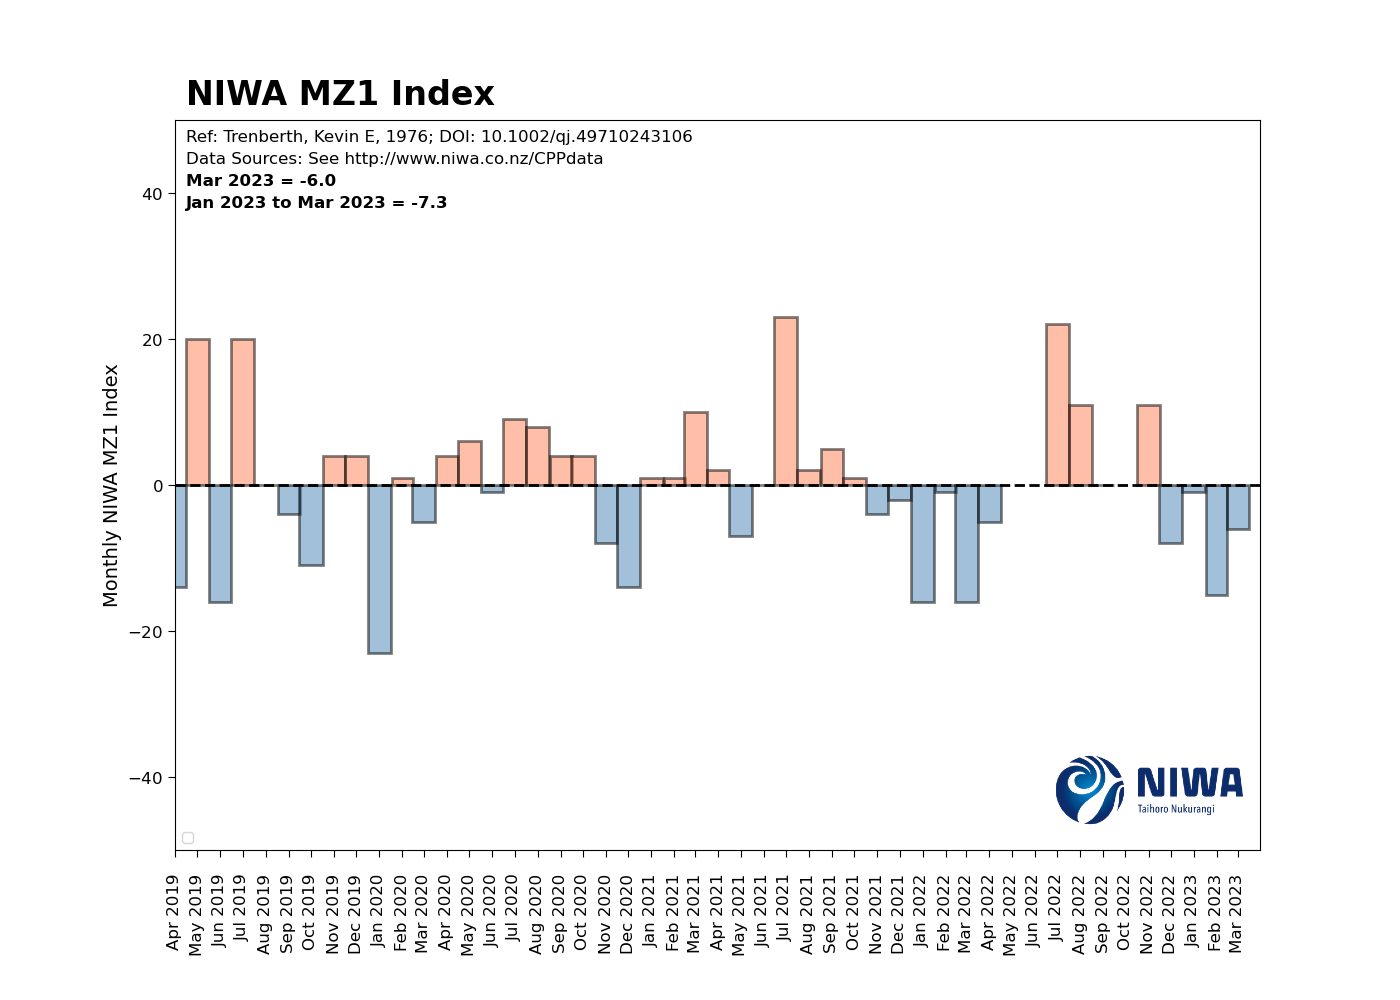 NIWA MZ1 Index
Ref: Trenberth, Kevin E, 1976; DOI: 10.1002/qj.49710243106
Data Sources: See http://www.niwa.co.nz/CPPdata
Mar 2023 = -6.0
Jan 2023 to Mar 2023 = -7.3
Monthly NIWA MZ1 Index
40
20
0
−20
−40
NIWA
Taihoro Nukurangi
Apr 2019
May 2019
Jun 2019
Jul 2019
Aug 2019
Sep 2019
Oct 2019
Nov 2019
Dec 2019
Jan 2020
Feb 2020
Mar 2020
Apr 2020
May 2020
Jun 2020
Jul 2020
Aug 2020
Sep 2020
Oct 2020
Nov 2020
Dec 2020
Jan 2021
Feb 2021
Mar 2021
Apr 2021
May 2021
Jun 2021
Jul 2021
Aug 2021
Sep 2021
Oct 2021
Nov 2021
Dec 2021
Jan 2022
Feb 2022
Mar 2022
Apr 2022
May 2022
Jun 2022
Jul 2022
Aug 2022
Sep 2022
Oct 2022
Nov 2022
Dec 2022
Jan 2023
Feb 2023
Mar 2023